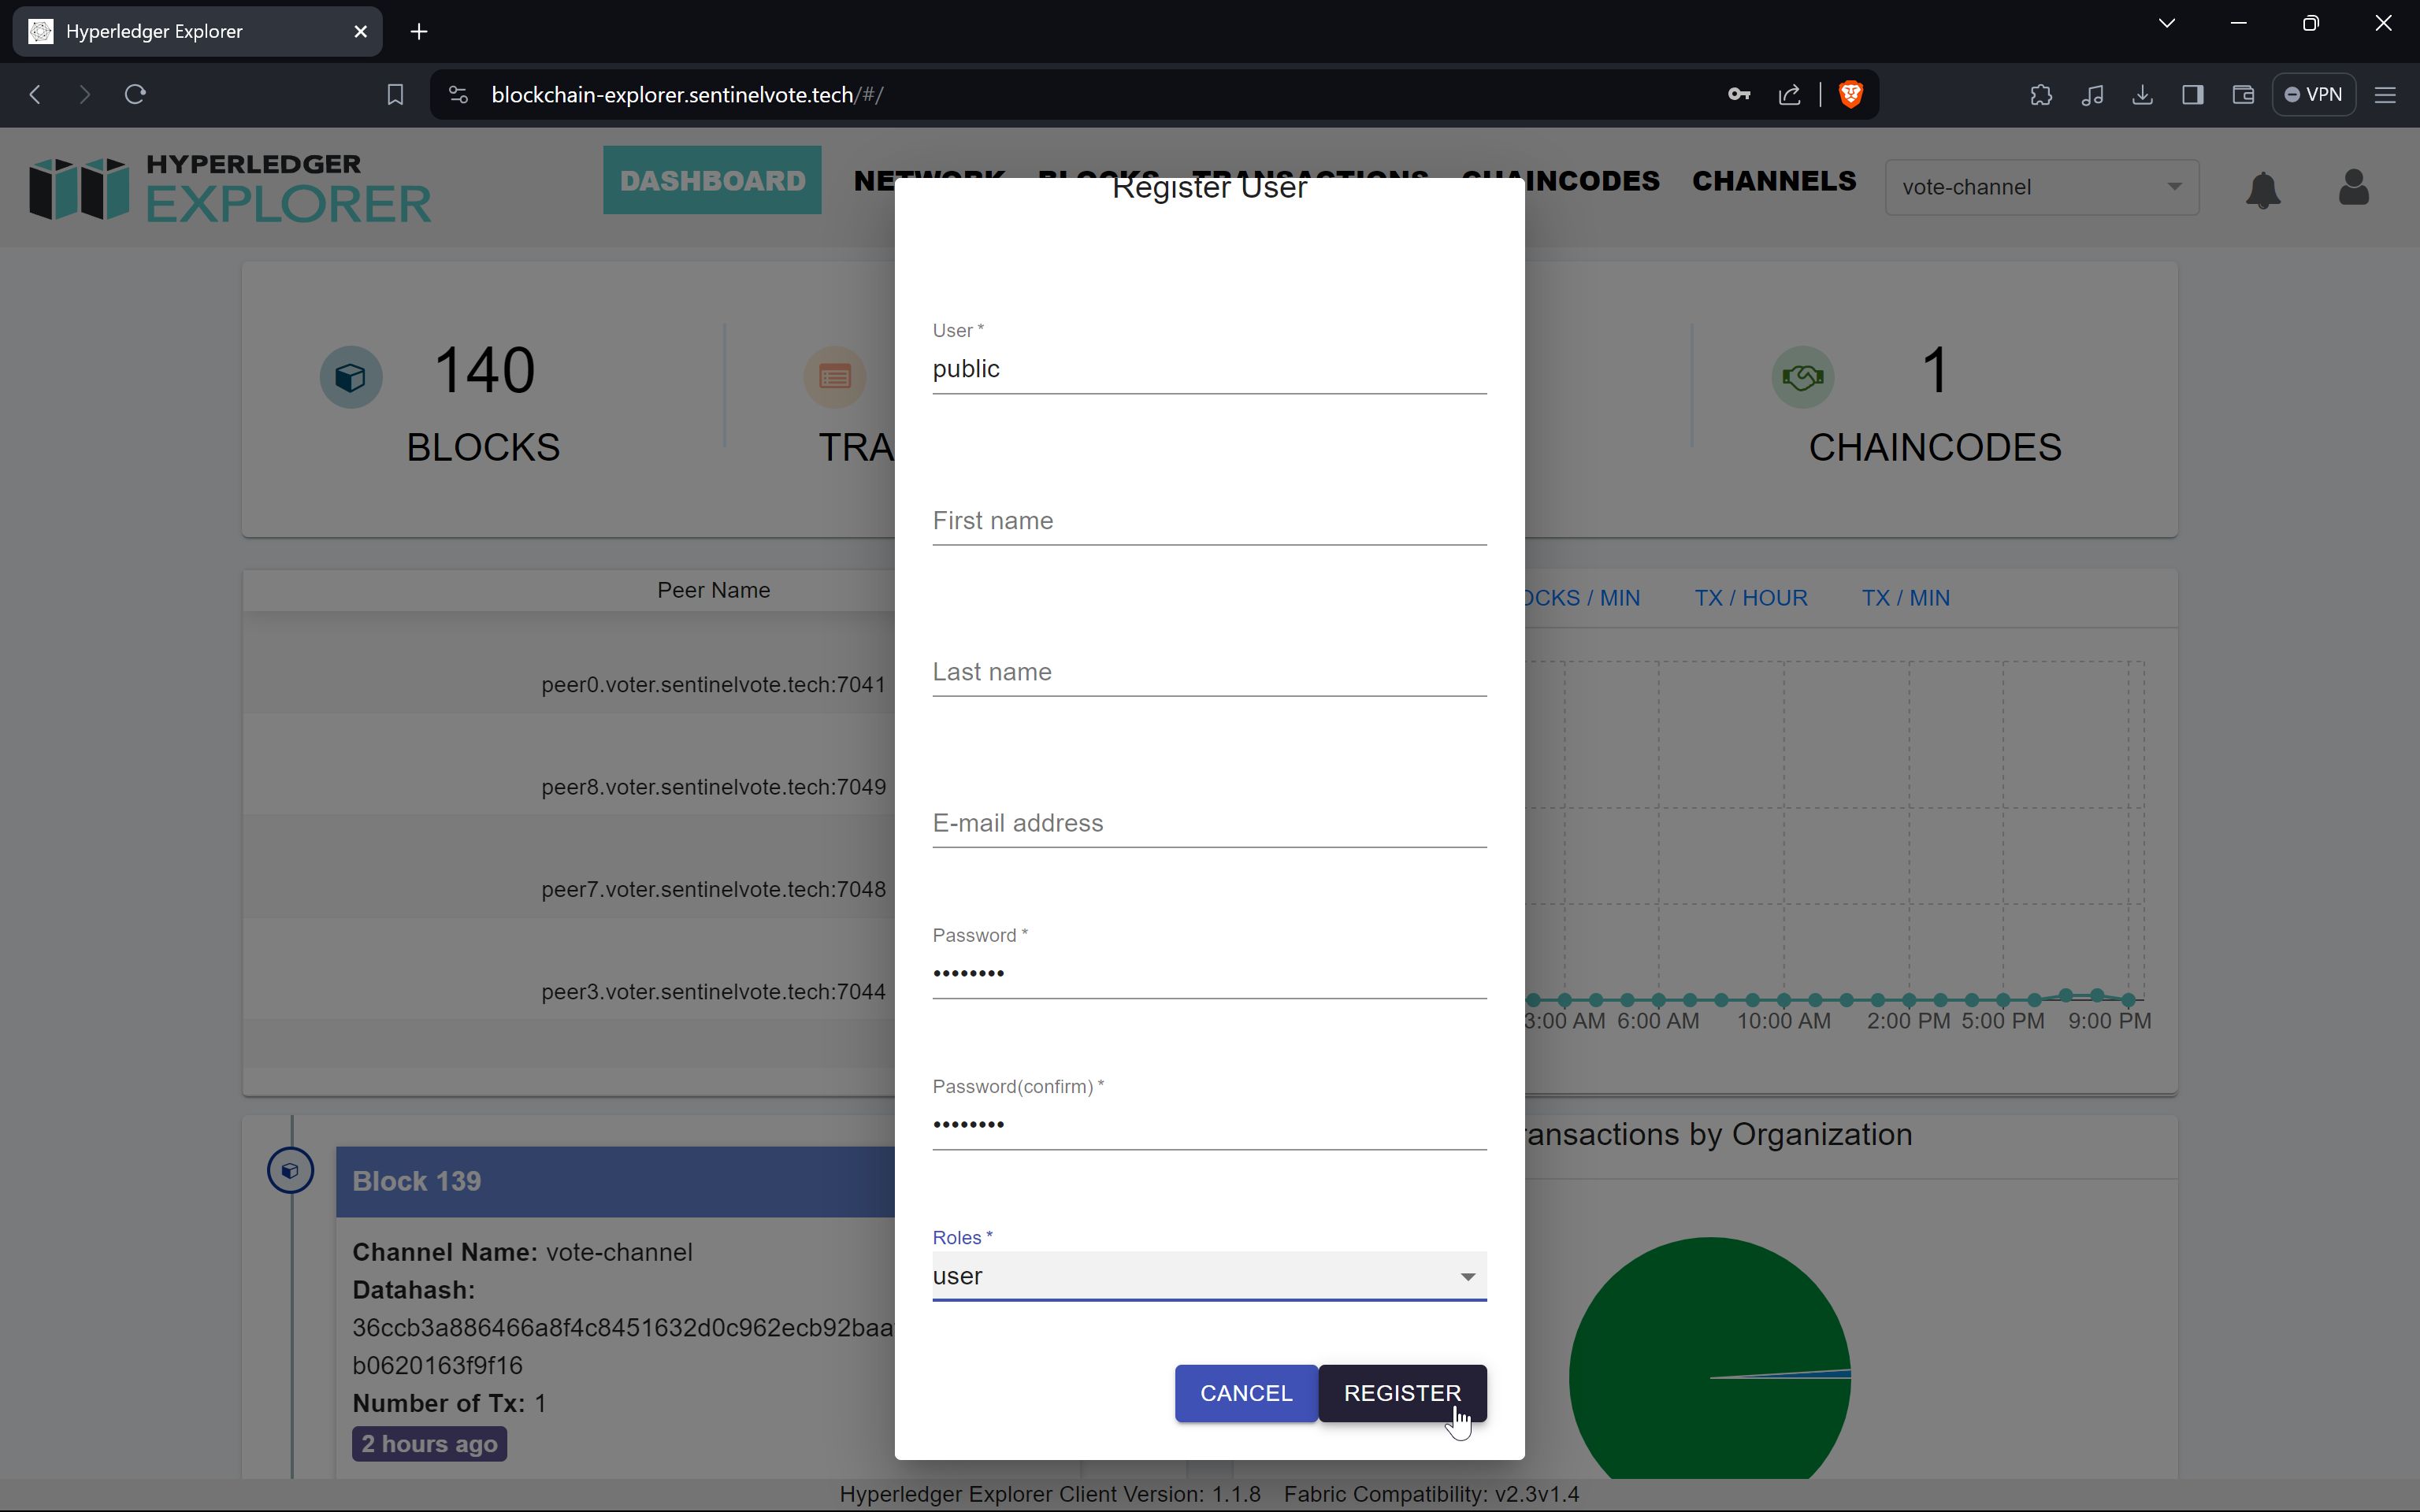 Hyperledger Explorer
blockchain-explorer.sentinelvote.tech/#/
VPN
HYPERLEDGER
EXPLORER
DASHBOARD
NETWORK
BLOCKS
TRANSACTIONS
CHAINCODES
CHANNELS
vote-channel
Register User
140
BLOCKS
TRA
1
CHAINCODES
User *
public
First name
Last name
E-mail address
Password *
••••••••
Password(confirm) *
••••••••
Roles *
user
CANCEL
REGISTER
Peer Name
peer0.voter.sentinelvote.tech:7041
peer8.voter.sentinelvote.tech:7049
peer7.voter.sentinelvote.tech:7048
peer3.voter.sentinelvote.tech:7044
OCKS / MIN
TX / HOUR
TX / MIN
3:00 AM
6:00 AM
10:00 AM
2:00 PM
5:00 PM
9:00 PM
Block 139
Channel Name: vote-channel
Datahash:
36ccb3a886466a8f4c8451632d0c962ecb92baa
b0620163f9f16
Number of Tx: 1
2 hours ago
ansactions by Organization
Hyperledger Explorer Client Version: 1.1.8 Fabric Compatibility: v2.3v1.4